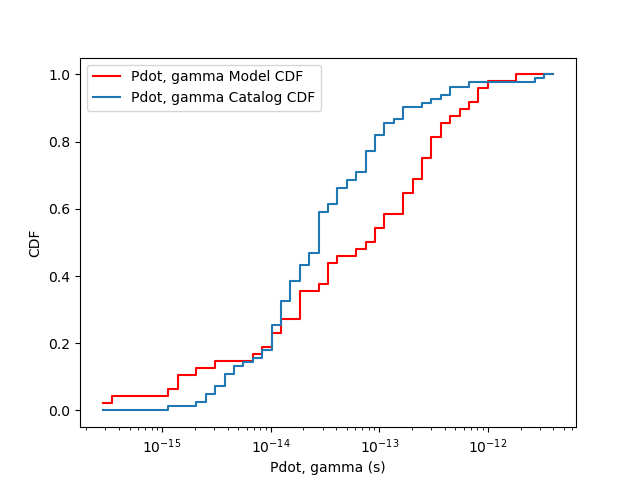 Pdot, gamma Model CDF
Pdot, gamma Catalog CDF
1.0
0.8
0.6
0.4
0.2
0.0
CDF
10⁻¹⁵
10⁻¹⁴
10⁻¹³
10⁻¹²
Pdot, gamma (s)